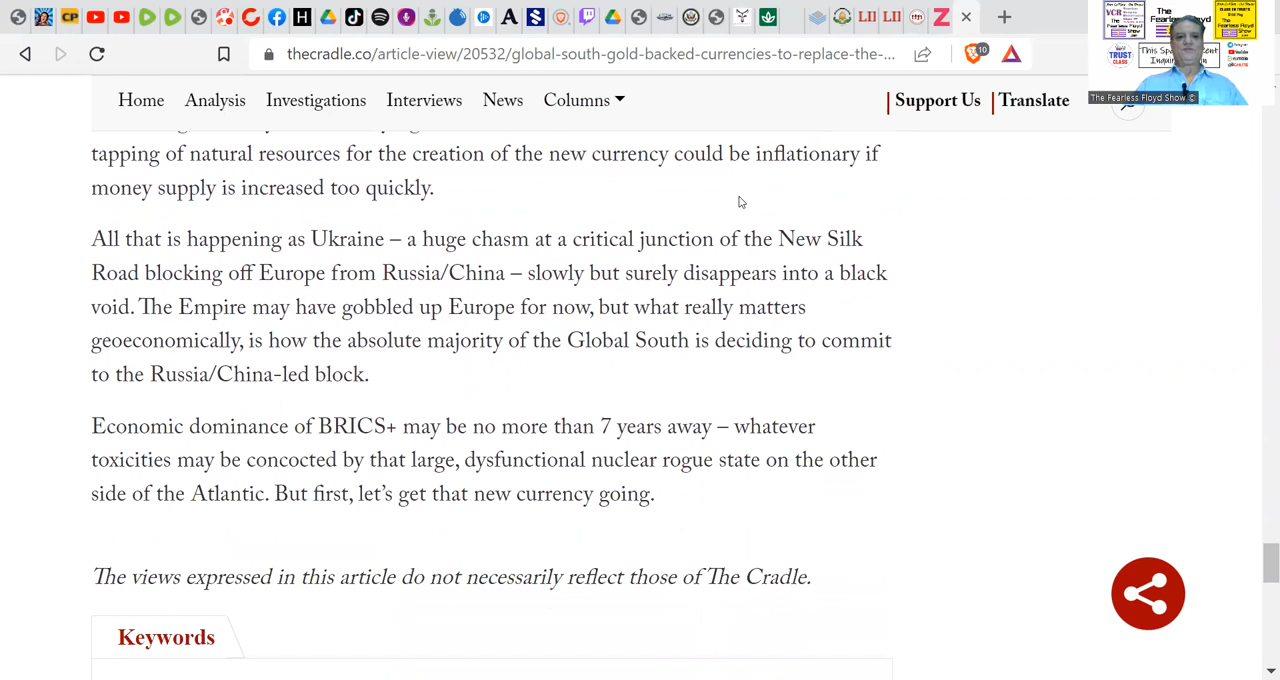 thecradle.co/article-view/20532/global-south-gold-backed-currencies-to-replace-the-...
10
Home Analysis Investigations Interviews News Columns Support Us Translate
The Fearless Floyd Show ©
tapping of natural resources for the creation of the new currency could be inflationary if
money supply is increased too quickly.
All that is happening as Ukraine – a huge chasm at a critical junction of the New Silk
Road blocking off Europe from Russia/China – slowly but surely disappears into a black
void. The Empire may have gobbled up Europe for now, but what really matters
geoeconomically, is how the absolute majority of the Global South is deciding to commit
to the Russia/China-led block.
Economic dominance of BRICS+ may be no more than 7 years away – whatever
toxicities may be concocted by that large, dysfunctional nuclear rogue state on the other
side of the Atlantic. But first, let’s get that new currency going.
The views expressed in this article do not necessarily reflect those of The Cradle.
Keywords